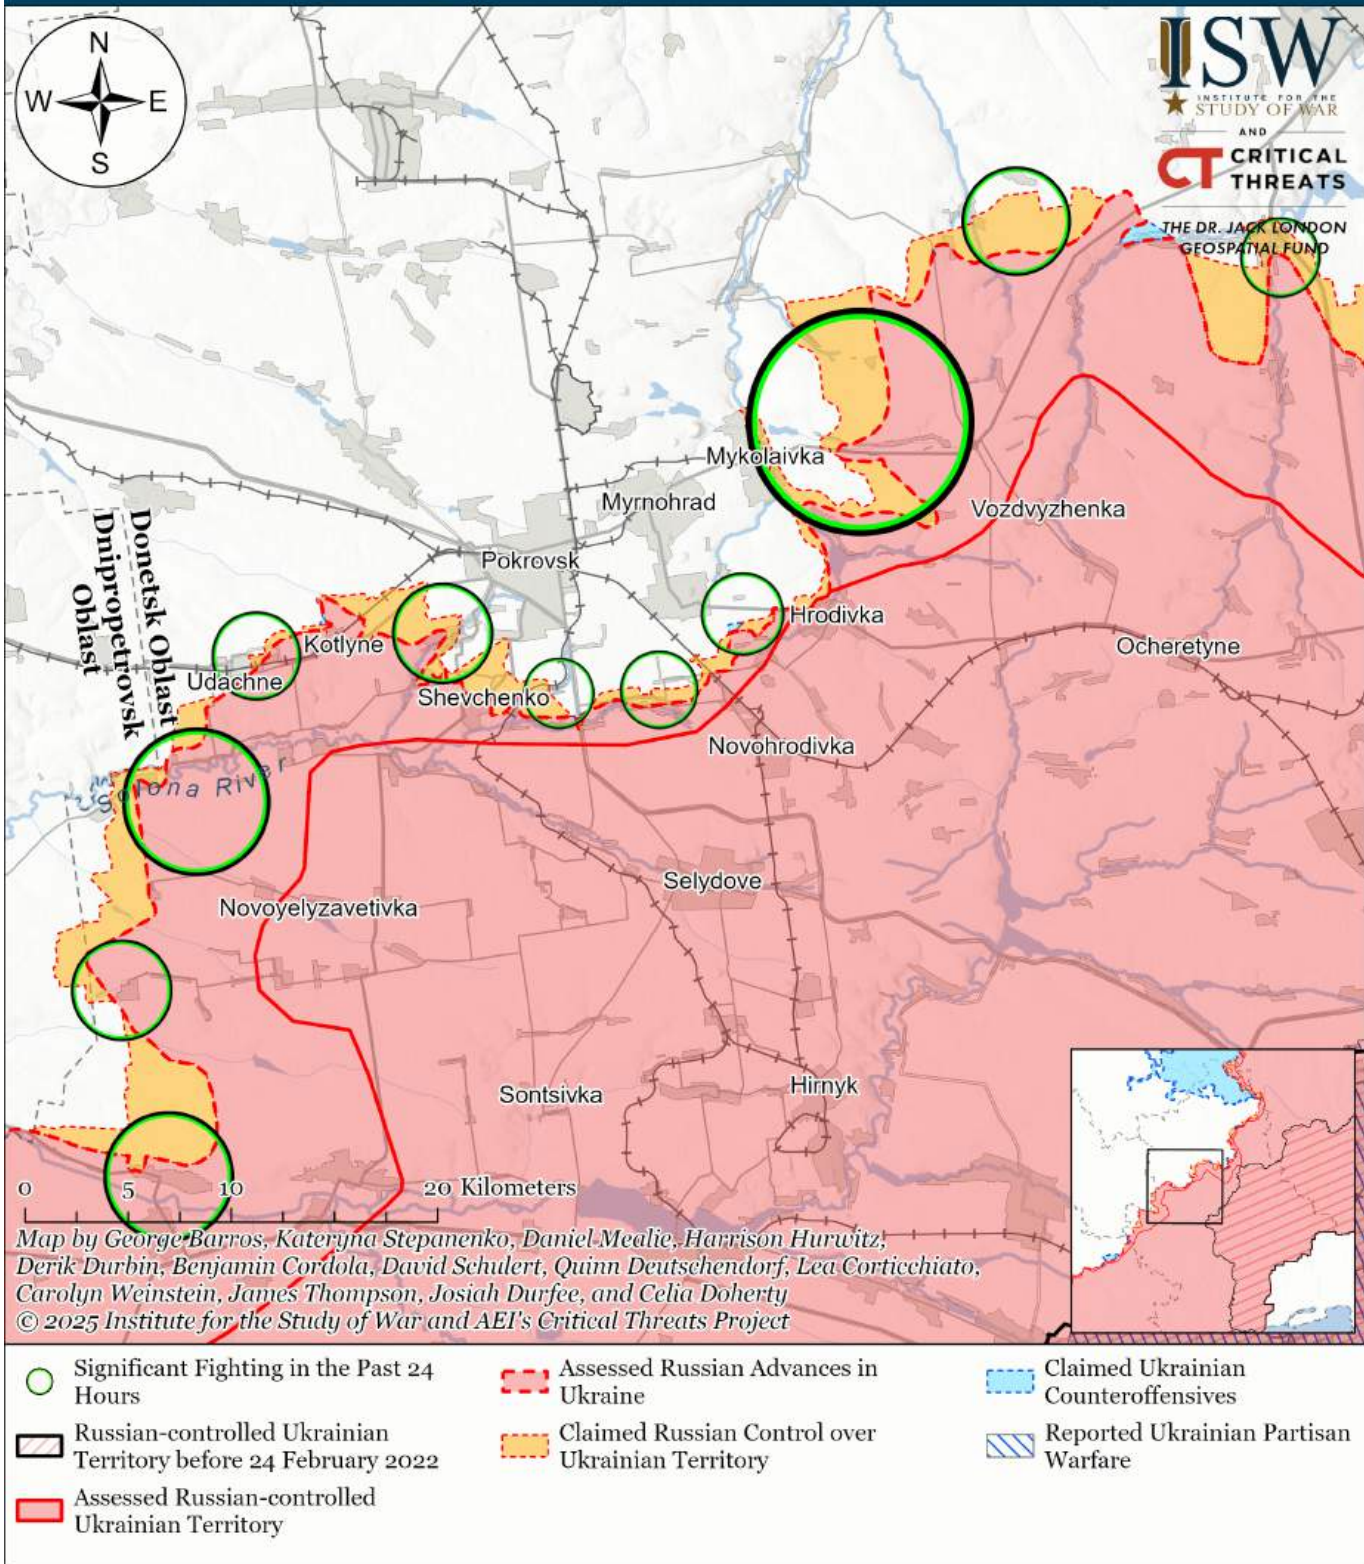 N
W E
S
ISW
INSTITUTE FOR THE
STUDY OF WAR
AND
CT CRITICAL
THREATS
THE DR. JACK LONDON
GEOSPATIAL FUND
Mykolaivka
Myrnohrad
Vozdvyzhenka
Pokrovsk
Donetsk Oblast
Dnipropetrovsk
Oblast
Hrodivka
Kotlyne
Ocheretyne
Udachne
Shevchenko
Novohrodivka
Solona River
Selydove
Novoyelyzavetivka
Sontsivka
Hirnyk
0 5 10 20 Kilometers
Map by George Barros, Kateryna Stepanenko, Daniel Mealie, Harrison Hurwitz,
Derik Durbin, Benjamin Cordola, David Schulert, Quinn Deutschendorf, Lea Corticchiato,
Carolyn Weinstein, James Thompson, Josiah Durfee, and Celia Doherty
© 2025 Institute for the Study of War and AEI's Critical Threats Project
Significant Fighting in the Past 24
Hours
Russian-controlled Ukrainian
Territory before 24 February 2022
Assessed Russian-controlled
Ukrainian Territory
Assessed Russian Advances in
Ukraine
Claimed Russian Control over
Ukrainian Territory
Claimed Ukrainian
Counteroffensives
Reported Ukrainian Partisan
Warfare